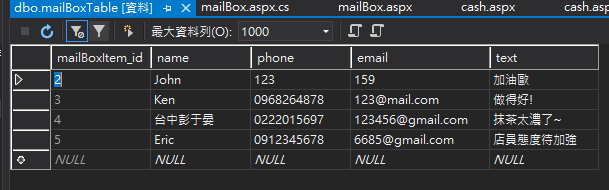 dbo.mailBoxTable [資料] mailBox.aspx.cs mailBox.aspx cash.aspx cash.as
最大資料列(O): 1000
mailBoxItem_id name phone email text
2 John 123 159 加油歐
3 Ken 0968264878 123@mail.com 做得好!
4 台中彭于晏 0222015697 123456@gmail.com 抹茶太濃了~
5 Eric 0912345678 6685@gmail.com 店員態度待加強
NULL NULL NULL NULL NULL